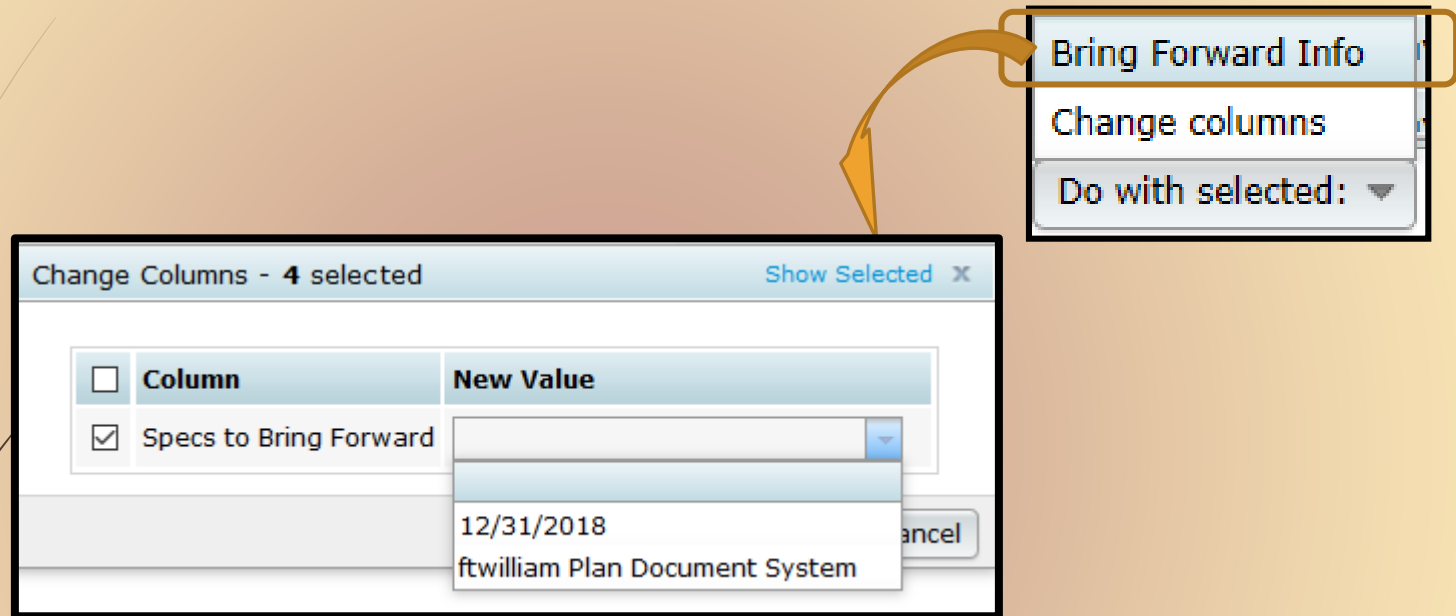 Bring Forward Info
Change columns
Do with selected:
Change Columns - 4 selected Show Selected x
Column New Value
Specs to Bring Forward
12/31/2018
ftwilliam Plan Document System